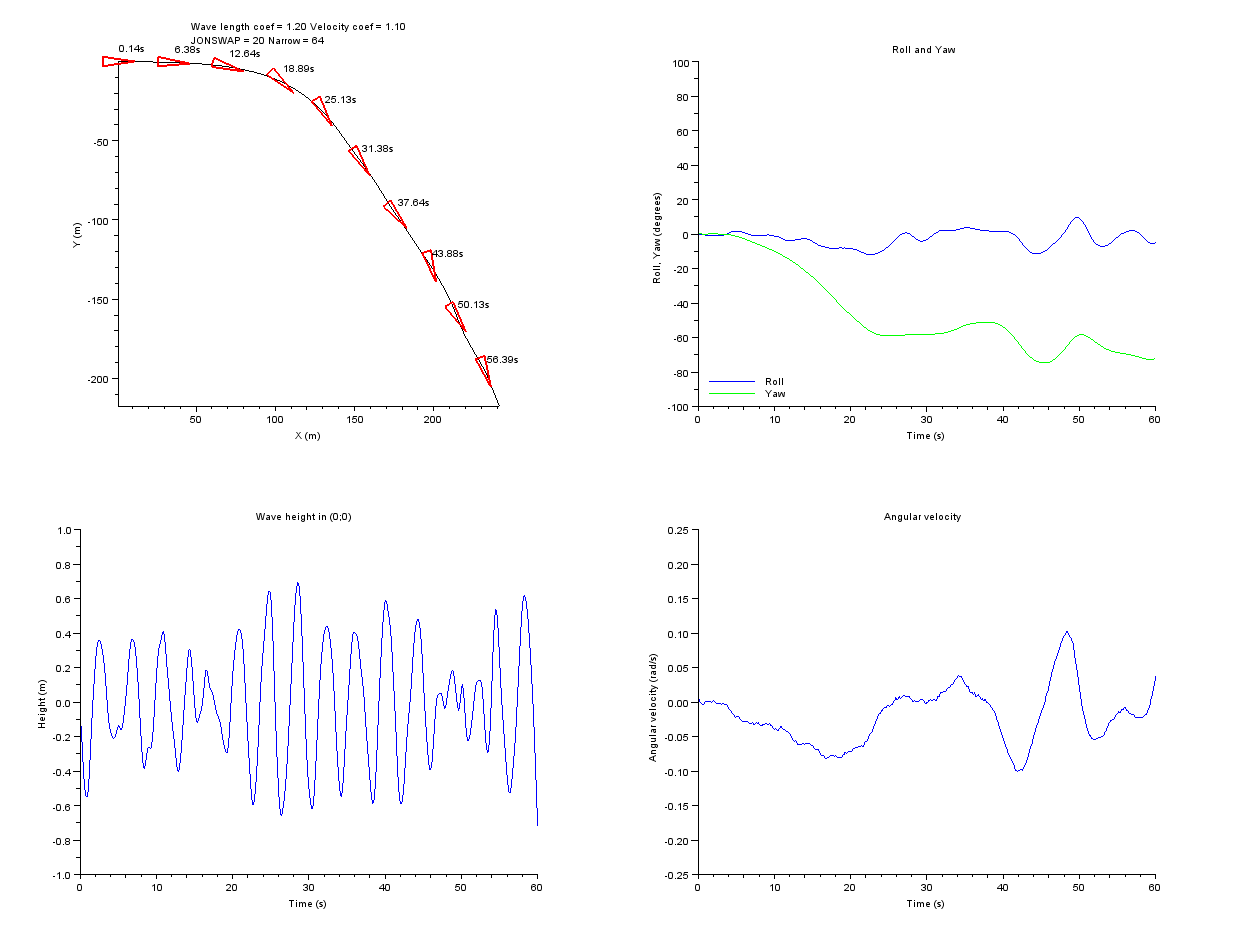 Wave length coef = 1.20 Velocity coef = 1.10
JONSWAP = 20 Narrow = 64
0.14s
6.38s
12.64s
18.89s
25.13s
31.38s
37.64s
43.88s
50.13s
56.39s
-50
-100
-150
-200
Y (m)
50
100
150
200
X (m)
Roll and Yaw
100
80
60
40
20
0
-20
-40
-60
-80
-100
Roll, Yaw (degrees)
Roll
Yaw
0
10
20
30
40
50
60
Time (s)
Wave height in (0;0)
1.0
0.8
0.6
0.4
0.2
0.0
-0.2
-0.4
-0.6
-0.8
-1.0
Height (m)
0
10
20
30
40
50
60
Time (s)
Angular velocity
0.25
0.20
0.15
0.10
0.05
0.00
-0.05
-0.10
-0.15
-0.20
-0.25
Angular velocity (rad/s)
0
10
20
30
40
50
60
Time (s)